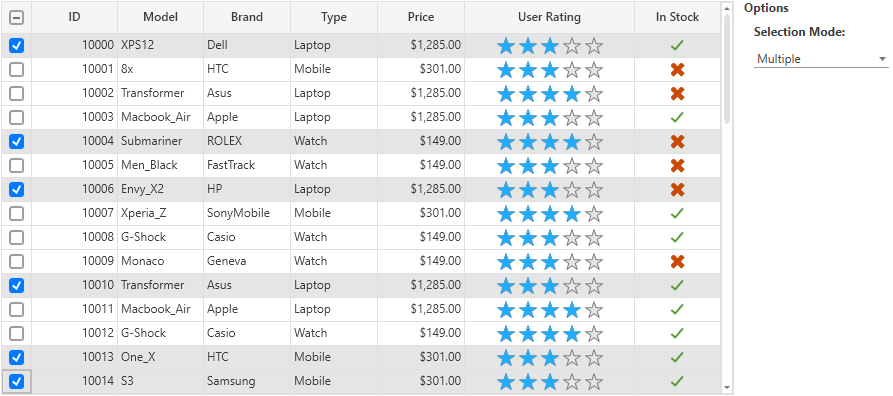 ID Model Brand Type Price User Rating In Stock
10000 XPS12 Dell Laptop $1,285.00
10001 8x HTC Mobile $301.00
10002 Transformer Asus Laptop $1,285.00
10003 Macbook_Air Apple Laptop $1,285.00
10004 Submariner ROLEX Watch $149.00
10005 Men_Black FastTrack Watch $149.00
10006 Envy_X2 HP Laptop $1,285.00
10007 Xperia_Z SonyMobile Mobile $301.00
10008 G-Shock Casio Watch $149.00
10009 Monaco Geneva Watch $149.00
10010 Transformer Asus Laptop $1,285.00
10011 Macbook_Air Apple Laptop $1,285.00
10012 G-Shock Casio Watch $149.00
10013 One_X HTC Mobile $301.00
10014 S3 Samsung Mobile $301.00
Options
Selection Mode:
Multiple